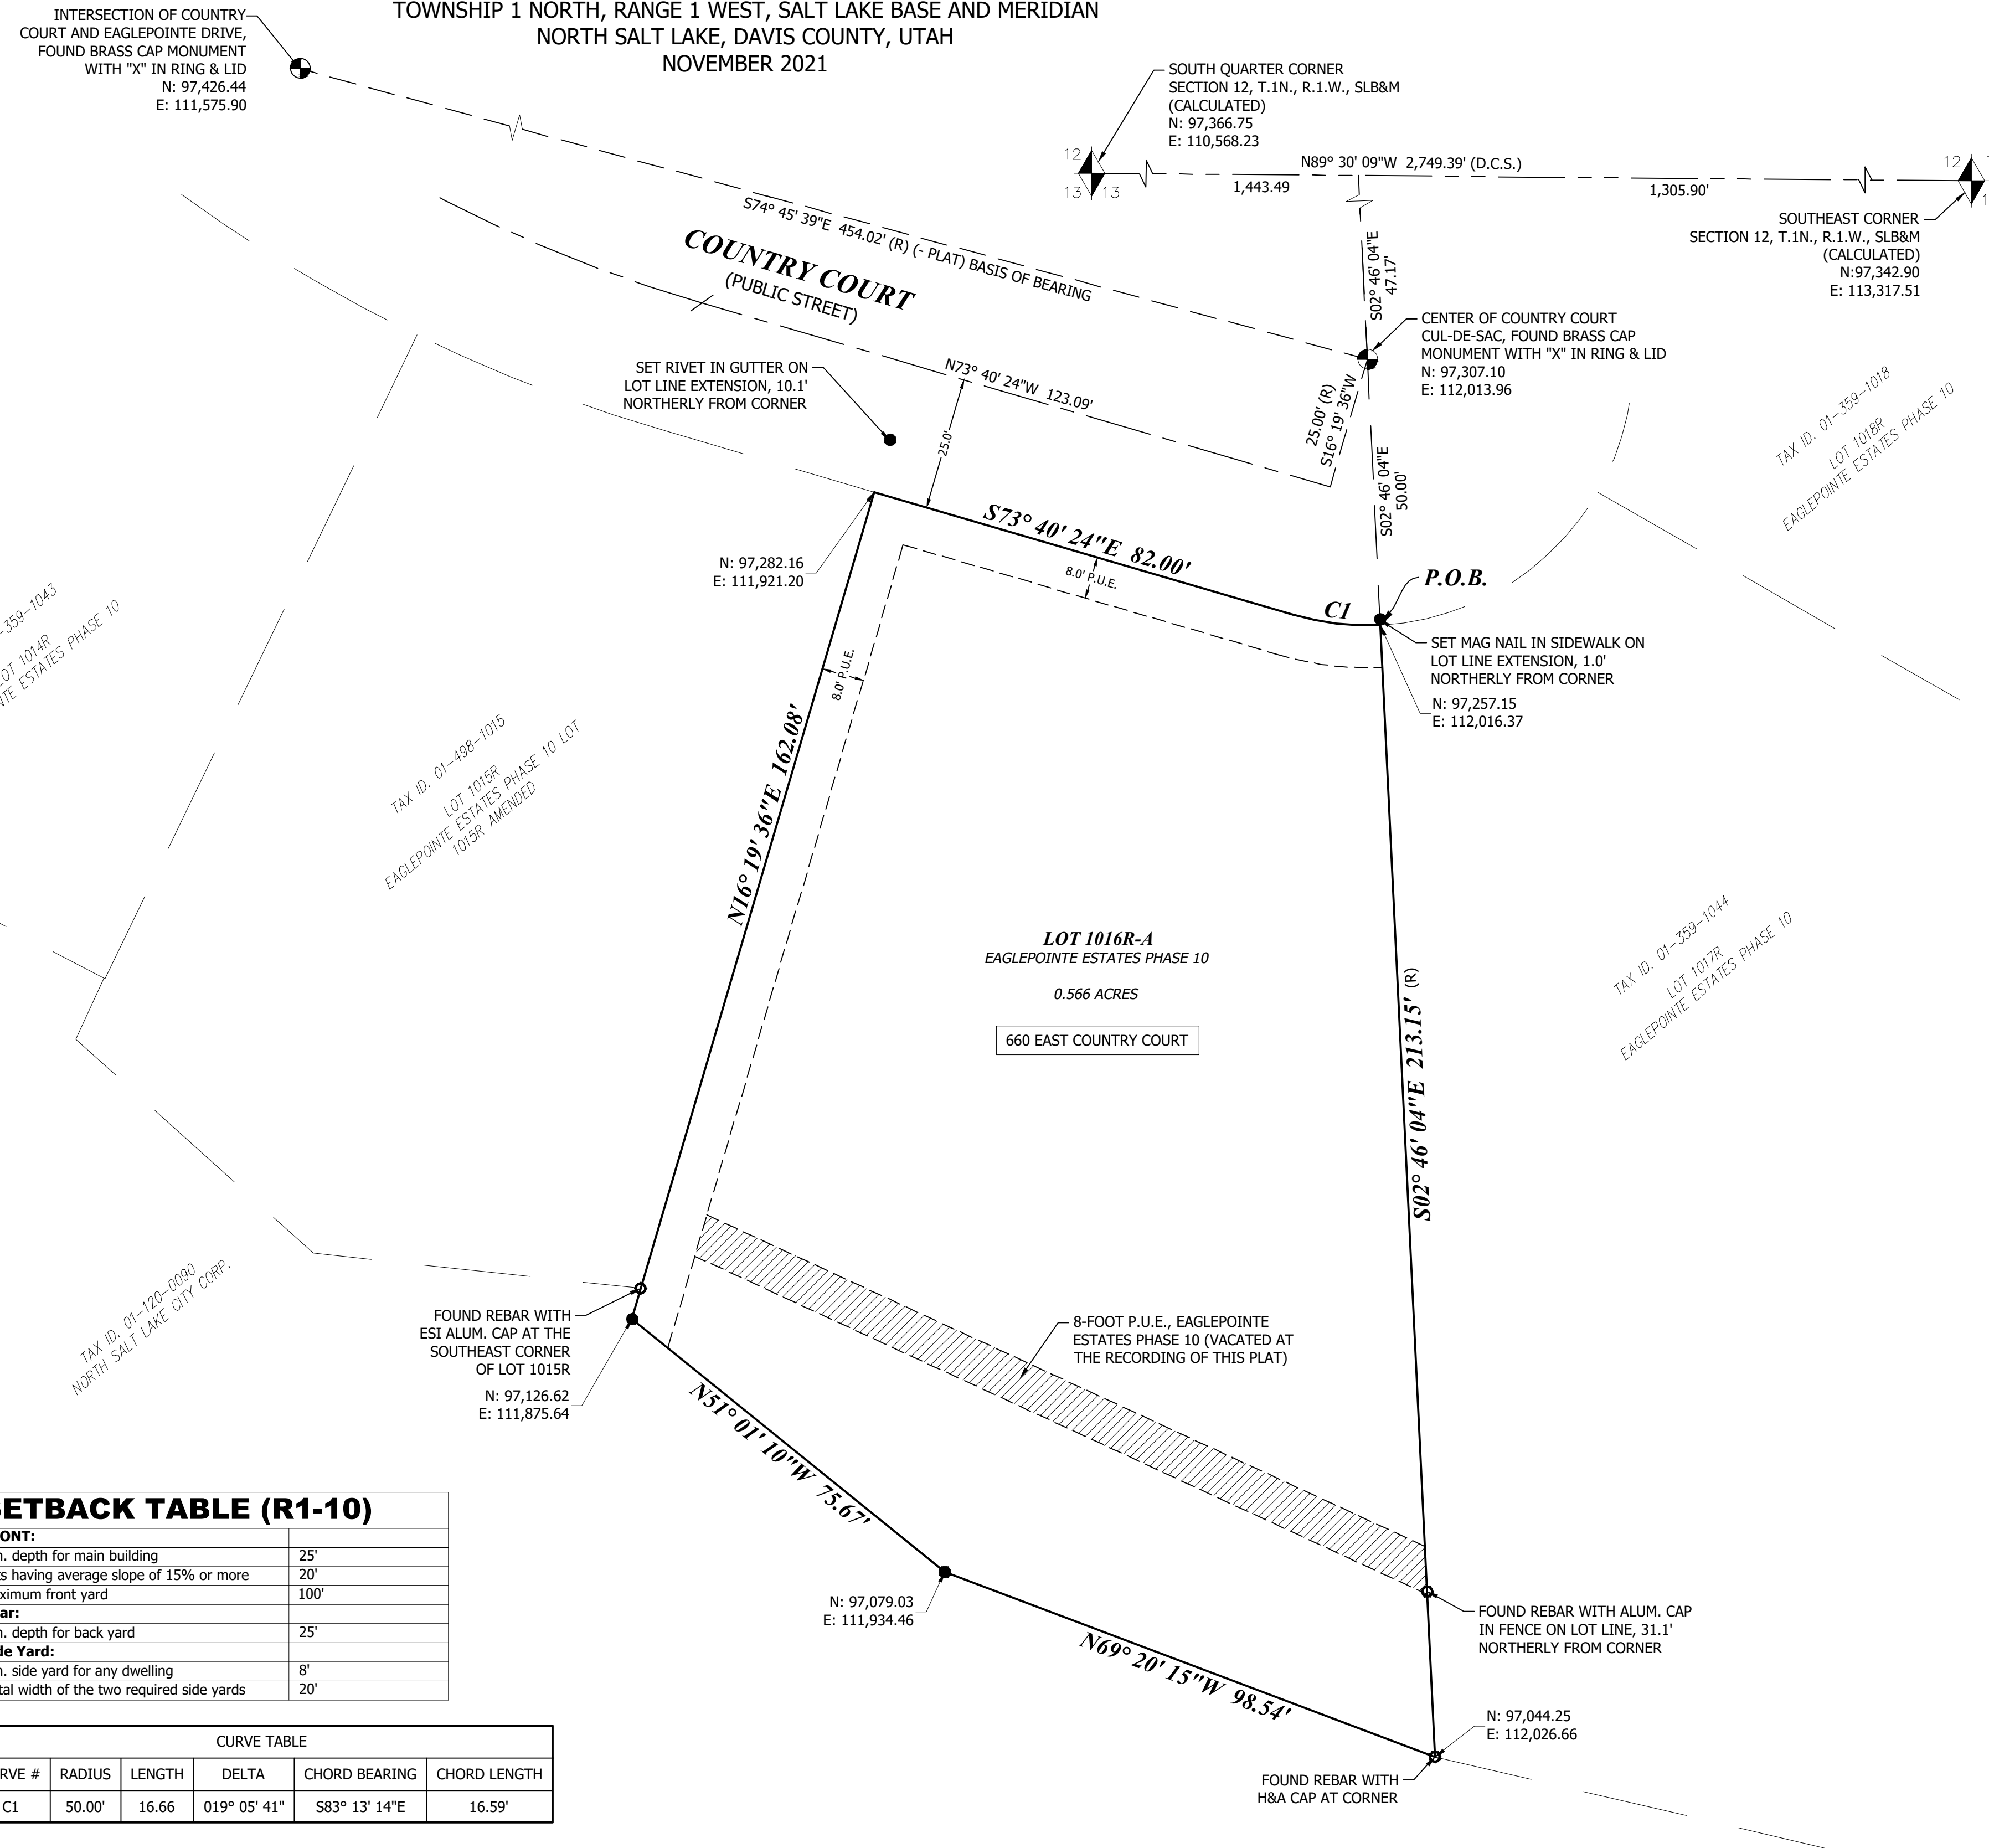 TOWNSHIP 1 NORTH, RANGE 1 WEST, SALT LAKE BASE AND MERIDIAN
NORTH SALT LAKE, DAVIS COUNTY, UTAH
NOVEMBER 2021
INTERSECTION OF COUNTRY
COURT AND EAGLEPOINTE DRIVE,
FOUND BRASS CAP MONUMENT
WITH "X" IN RING & LID
N: 97,426.44
E: 111,575.90
SOUTH QUARTER CORNER
SECTION 12, T.1N., R.1.W., SLB&M
(CALCULATED)
N: 97,366.75
E: 110,568.23
12
13
13
N89° 30' 09"W 2,749.39' (D.C.S.)
1,443.49
1,305.90'
12
SOUTHEAST CORNER
SECTION 12, T.1N., R.1.W., SLB&M
(CALCULATED)
N:97,342.90
E: 113,317.51
S74° 45' 39"E 454.02' (R) (- PLAT) BASIS OF BEARING
COUNTRY COURT
(PUBLIC STREET)
S02° 46' 04"E
47.17'
CENTER OF COUNTRY COURT
CUL-DE-SAC, FOUND BRASS CAP
MONUMENT WITH "X" IN RING & LID
N: 97,307.10
E: 112,013.96
SET RIVET IN GUTTER ON
LOT LINE EXTENSION, 10.1'
NORTHERLY FROM CORNER
N73° 40' 24"W 123.09'
25.00' (R)
S16° 19' 36"W
25.0'
S02° 46' 04"E
50.00'
TAX ID. 01-359-1018
LOT 1018R
EAGLEPOINTE ESTATES PHASE 10
S73° 40' 24"E 82.00'
8.0' P.U.E.
C1
P.O.B.
N: 97,282.16
E: 111,921.20
SET MAG NAIL IN SIDEWALK ON
LOT LINE EXTENSION, 1.0'
NORTHERLY FROM CORNER
N: 97,257.15
E: 112,016.37
-359-1043
LOT 1014R
ESTATES PHASE 10
8.0' P.U.E.
N16° 19' 36"E 162.08'
TAX ID. 01-498-1015
LOT 1015R
EAGLEPOINTE ESTATES PHASE 10 LOT
1015R AMENDED
LOT 1016R-A
EAGLEPOINTE ESTATES PHASE 10
0.566 ACRES
660 EAST COUNTRY COURT
S02° 46' 04"E 213.15' (R)
TAX ID. 01-359-1044
LOT 1017R
EAGLEPOINTE ESTATES PHASE 10
TAX ID. 01-120-0090
NORTH SALT LAKE CITY CORP.
FOUND REBAR WITH
ESI ALUM. CAP AT THE
SOUTHEAST CORNER
OF LOT 1015R
N: 97,126.62
E: 111,875.64
8-FOOT P.U.E., EAGLEPOINTE
ESTATES PHASE 10 (VACATED AT
THE RECORDING OF THIS PLAT)
N51° 01' 10"W 75.67'
N: 97,079.03
E: 111,934.46
N69° 20' 15"W 98.54'
FOUND REBAR WITH ALUM. CAP
IN FENCE ON LOT LINE, 31.1'
NORTHERLY FROM CORNER
N: 97,044.25
E: 112,026.66
FOUND REBAR WITH
H&A CAP AT CORNER
SETBACK TABLE (R1-10)
ONT:
n. depth for main building 25'
ts having average slope of 15% or more 20'
ximum front yard 100'
ar:
n. depth for back yard 25'
de Yard:
n. side yard for any dwelling 8'
tal width of the two required side yards 20'
CURVE TABLE
RVE # RADIUS LENGTH DELTA CHORD BEARING CHORD LENGTH
C1 50.00' 16.66 019° 05' 41" S83° 13' 14"E 16.59'